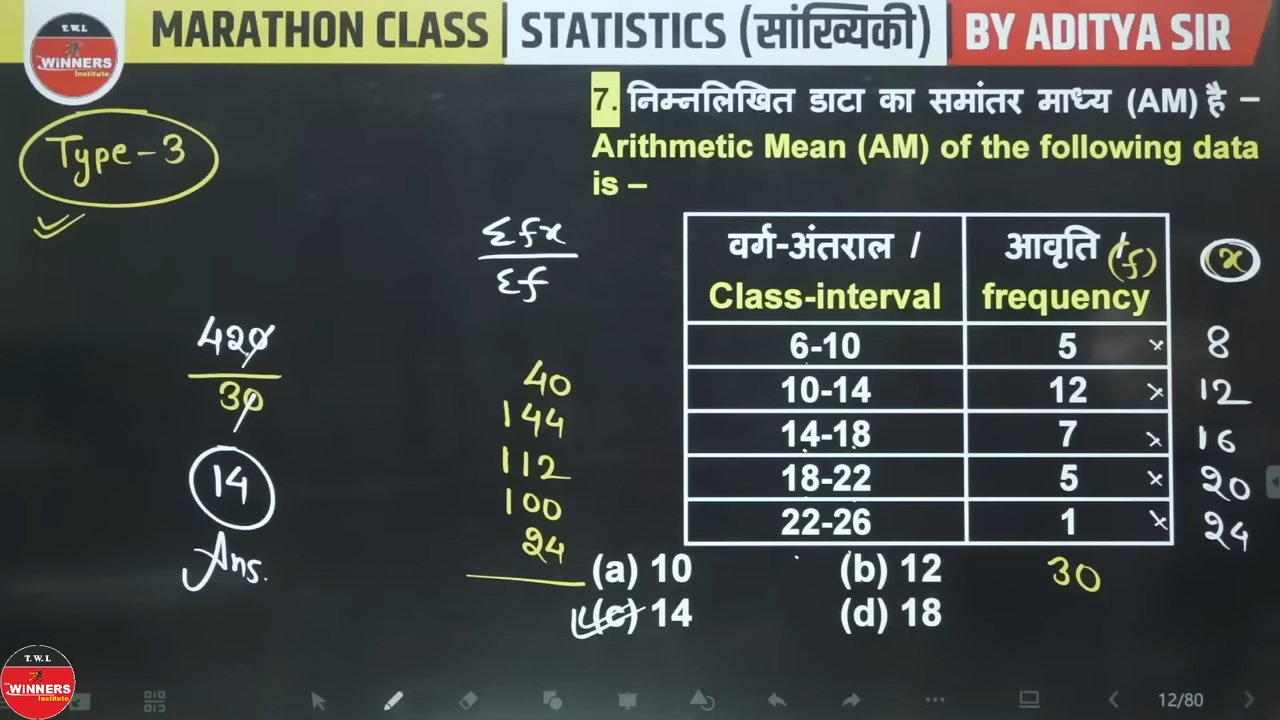 T.W.I.
WiNNERS
Institute
MARATHON CLASS | STATISTICS (सांख्यिकी) BY ADITYA SIR
Type-3
7. निम्नलिखित डाटा का समांतर माध्य (AM) है –
Arithmetic Mean (AM) of the following data
is –
Σfx
Σf
वर्ग-अंतराल / आवृति / (f) x
Class-interval frequency
6-10 5 × 8
10-14 12 × 12
14-18 7 × 16
18-22 5 × 20
22-26 1 × 24
30
40
144
112
100
24
420
30
14
Ans.
(a) 10 (b) 12
(c) 14 (d) 18
T.W.I.
WiNNERS
Institute
12/80